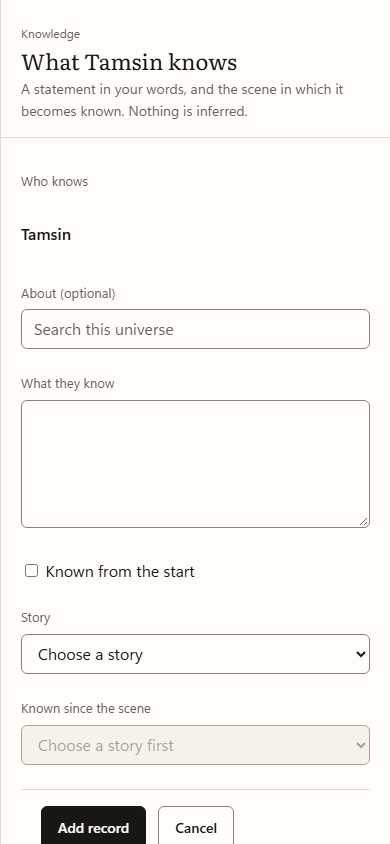 Knowledge
What Tamsin knows
A statement in your words, and the scene in which it
becomes known. Nothing is inferred.
Who knows
Tamsin
About (optional)
Search this universe
What they know
Known from the start
Story
Choose a story
Known since the scene
Choose a story first
Add record
Cancel